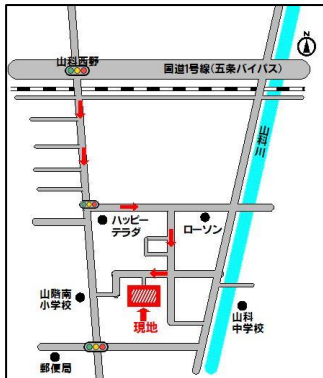 N
山科西野
国道1号線(五条バイパス)
山科川
ハッピー
テラダ
ローソン
山階南
小学校
現地
山科
中学校
郵便局